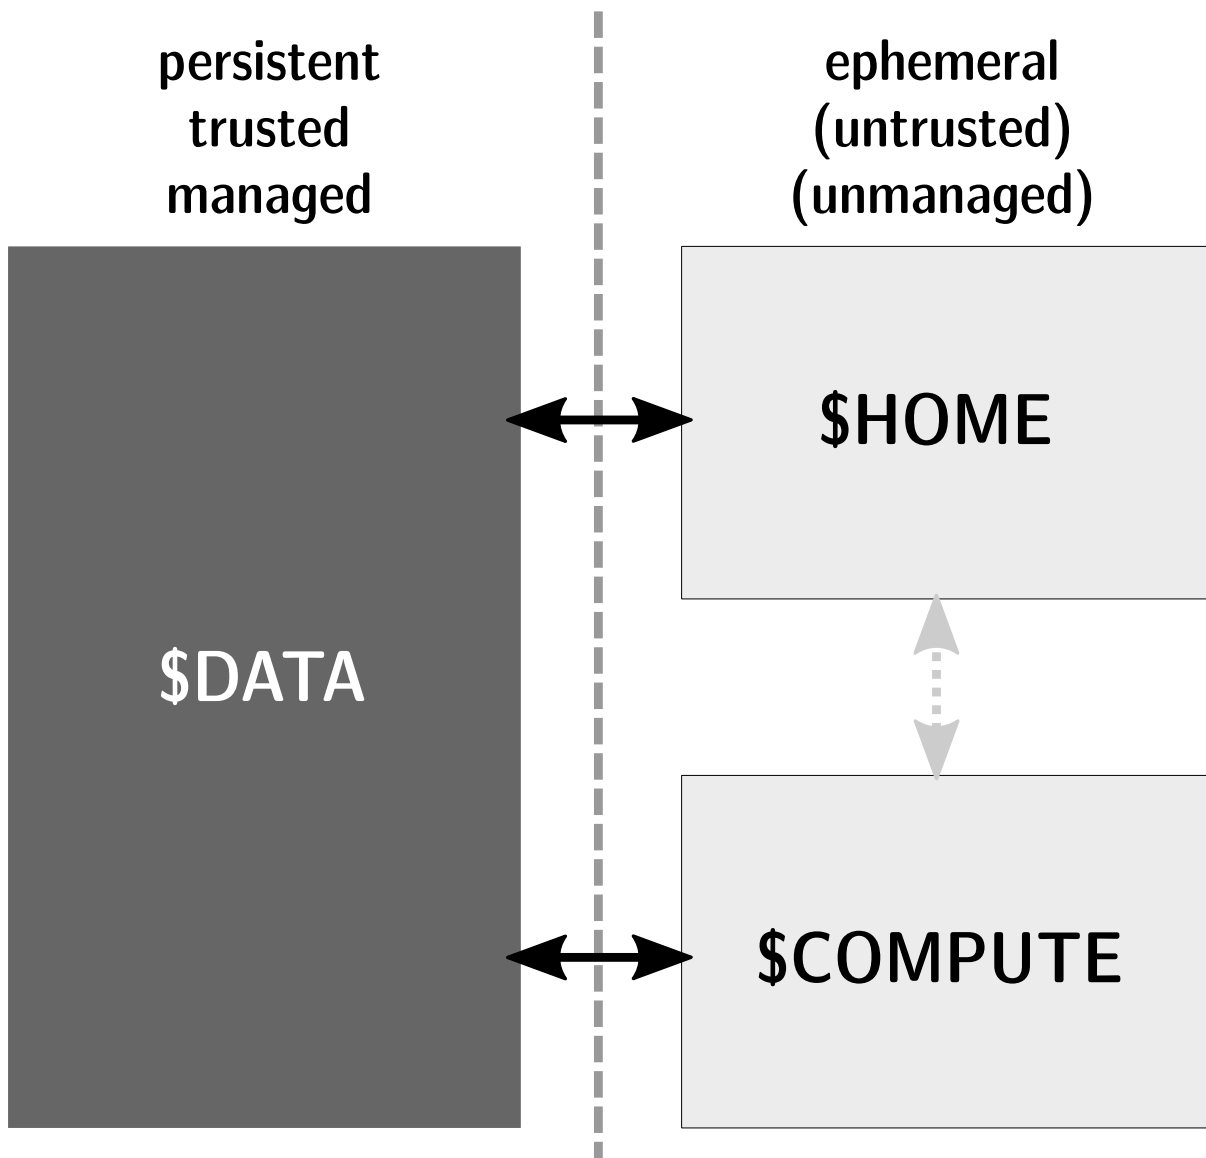 persistent
trusted
managed
ephemeral
(untrusted)
(unmanaged)
$DATA
$HOME
$COMPUTE